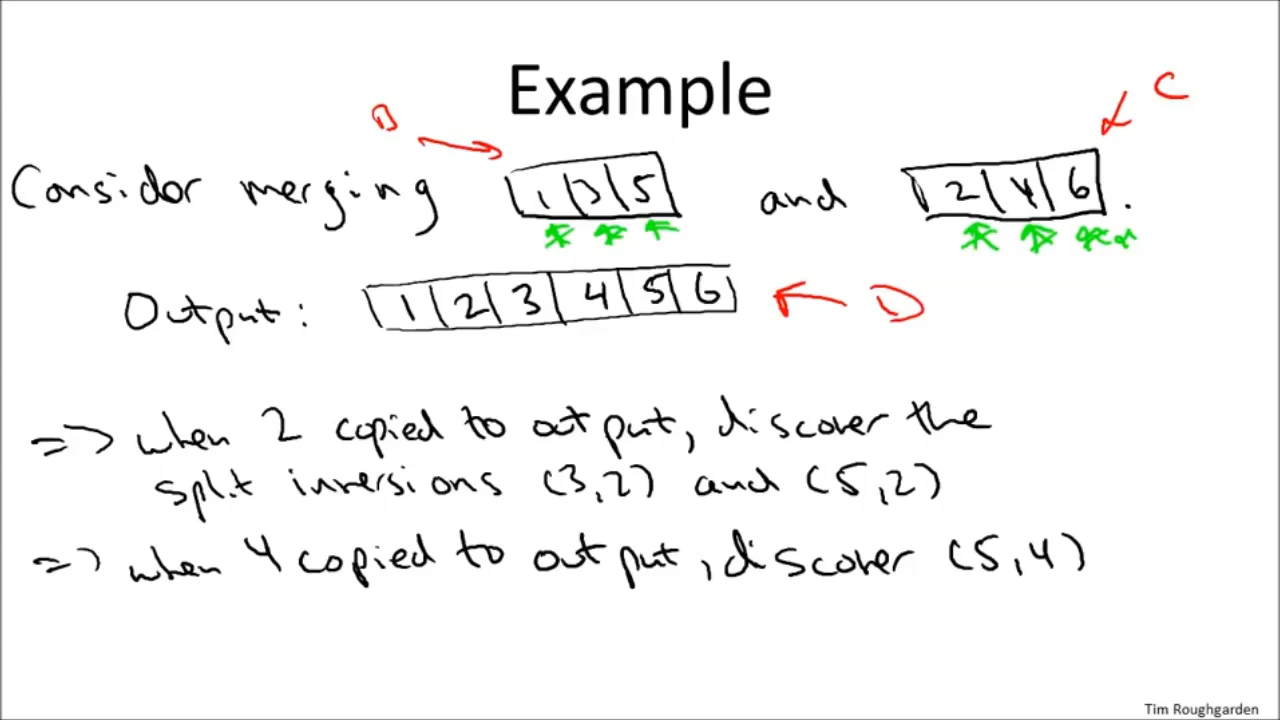 Example
B
C
Consider merging 1 3 5 and 2 4 6 .
Output: 1 2 3 4 5 6
D
=> when 2 copied to output, discover the
split inversions (3,2) and (5,2)
=> when 4 copied to output, discover (5,4)
Tim Roughgarden